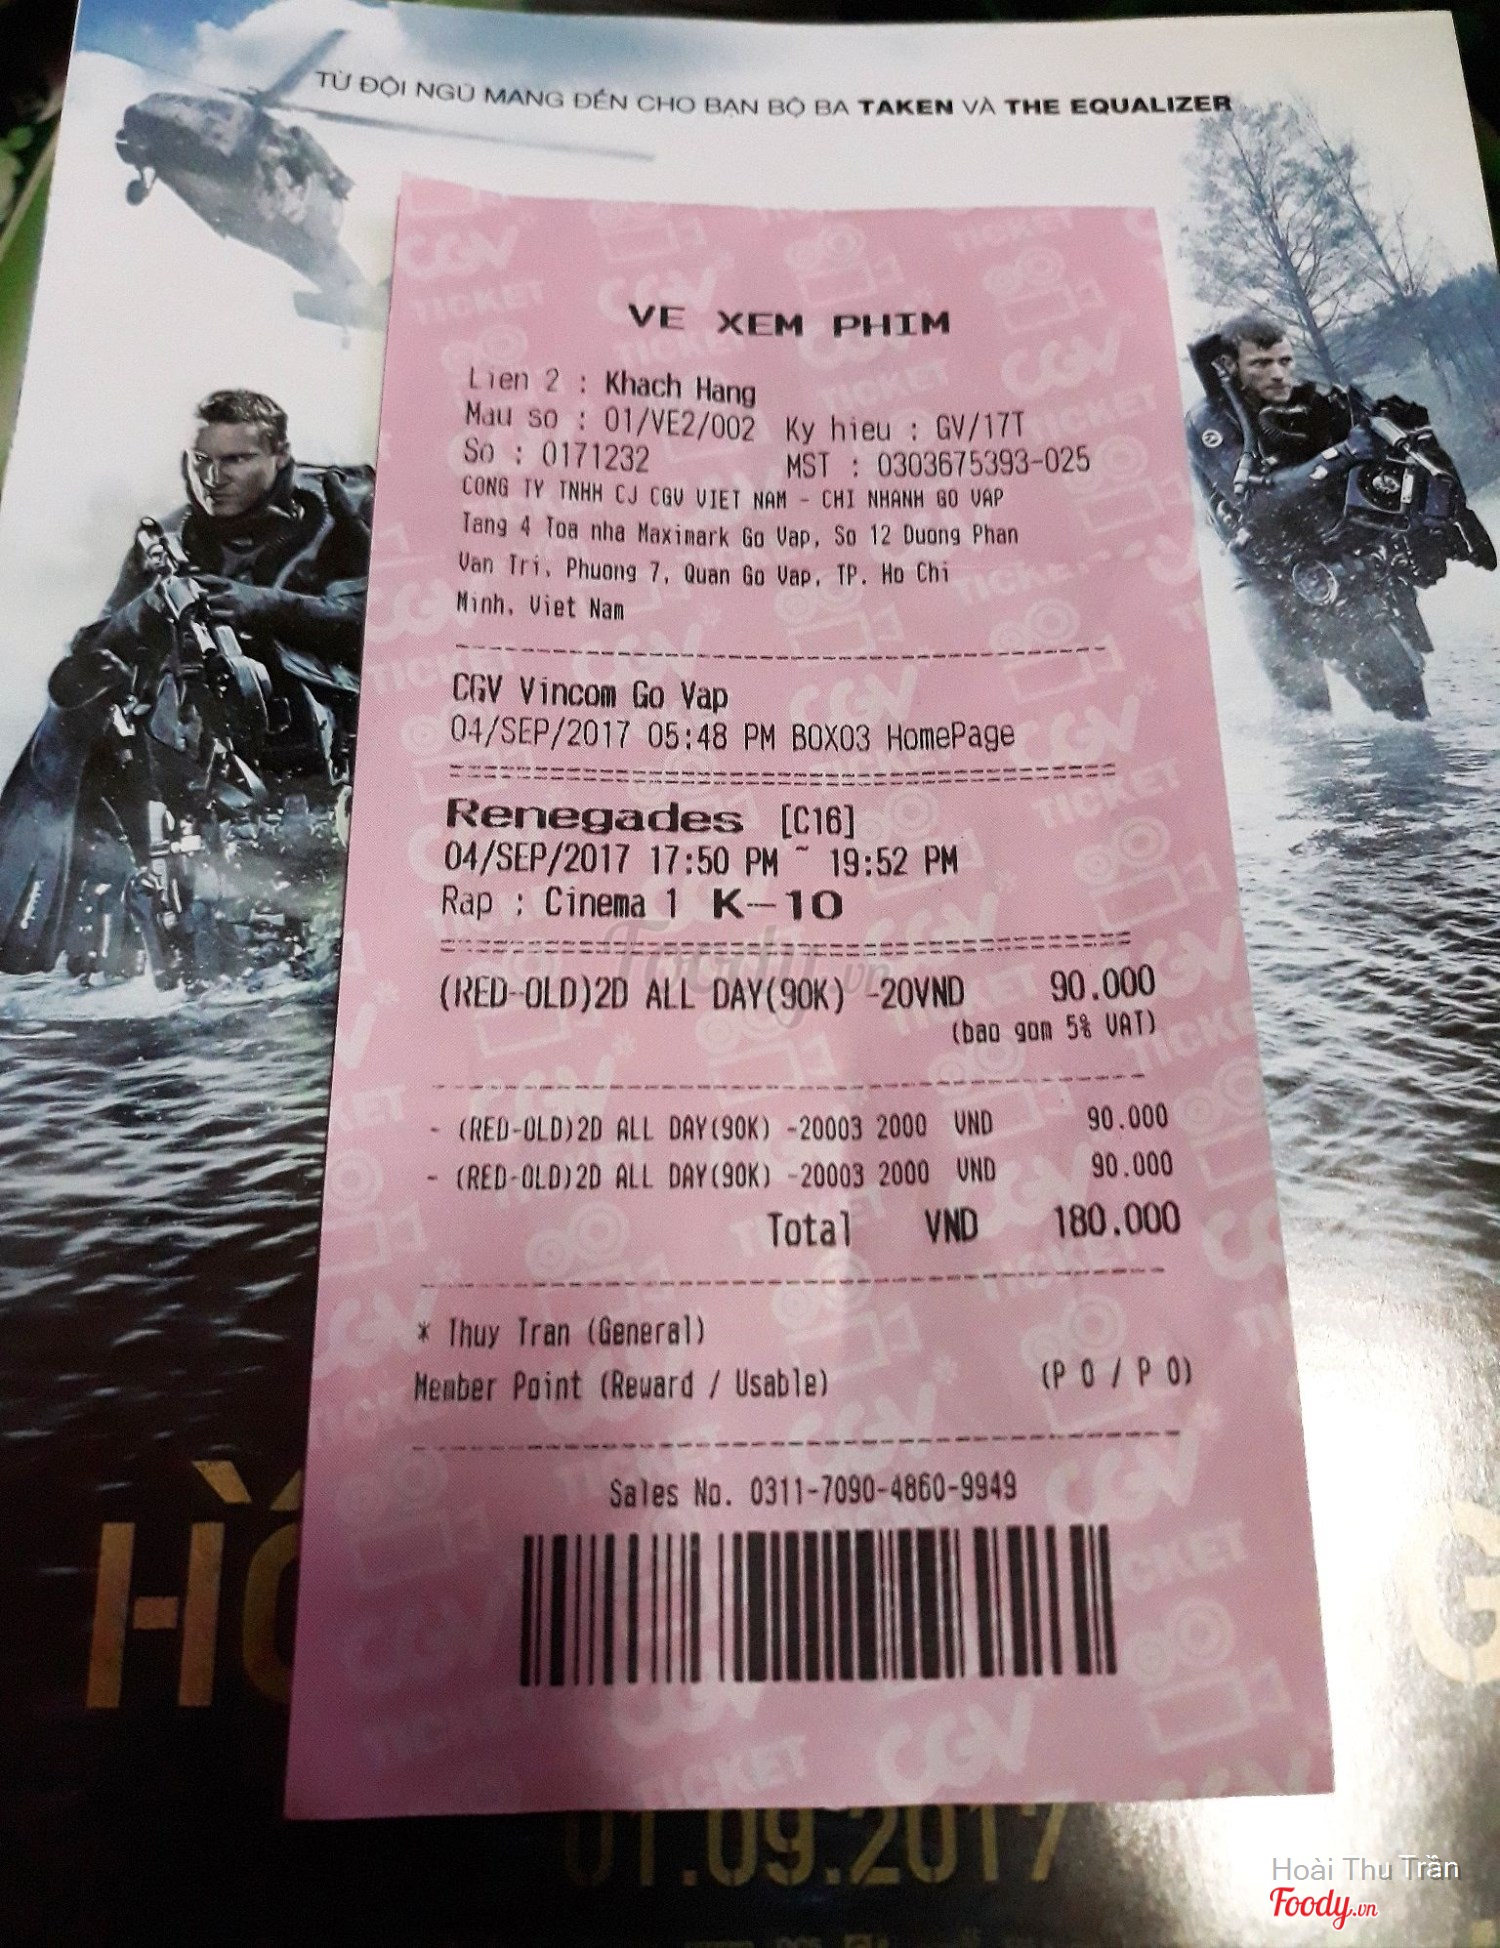 TỪ ĐỘI NGŨ MANG ĐẾN CHO BẠN BỘ BA TAKEN VÀ THE EQUALIZER
VE XEM PHIM
Lien 2 : Khach Hang
Mau so : 01/VE2/002 Ky hieu : GV/17T
So : 0171232 MST : 0303675393-025
CONG TY TNHH CJ CGV VIET NAM - CHI NHANH GO VAP
Tang 4 Toa nha Maximark Go Vap, So 12 Duong Phan
Van Tri, Phuong 7, Quan Go Vap, TP. Ho Chi
Minh, Viet Nam
CGV Vincom Go Vap
04/SEP/2017 05:48 PM BOX03 HomePage
Renegades [C16]
04/SEP/2017 17:50 PM ~ 19:52 PM
Rap : Cinema 1 K-10
(RED-OLD)2D ALL DAY(90K) -20VND 90.000
(bao gom 5% VAT)
- (RED-OLD)2D ALL DAY(90K) -20003 2000 VND 90.000
- (RED-OLD)2D ALL DAY(90K) -20003 2000 VND 90.000
Total VND 180.000
* Thuy Tran (General)
Member Point (Reward / Usable) (P 0 / P 0)
Sales No. 0311-7090-4860-9949
01.09.2017
Hoài Thu Trần
Foody.vn